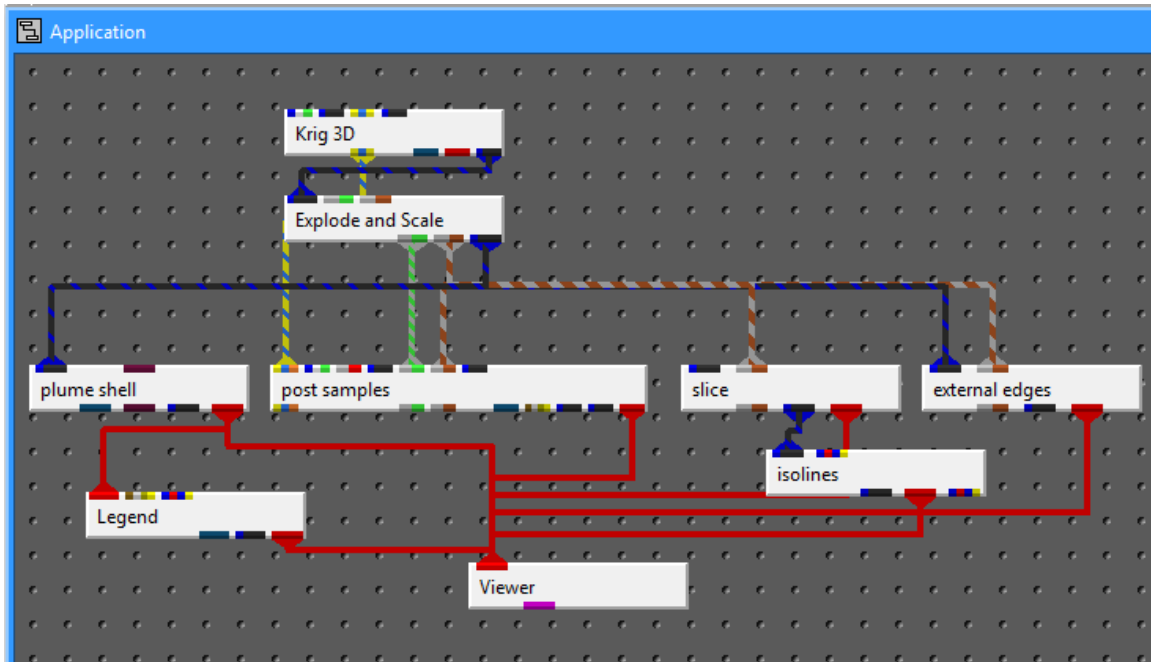 Application
Krig 3D
Explode and Scale
plume shell
post samples
slice
external edges
isolines
Legend
Viewer